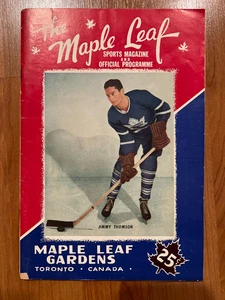 The
Maple Leaf
SPORTS MAGAZINE
AND
OFFICIAL PROGRAMME
JIMMY THOMSON
MAPLE LEAF
GARDENS
TORONTO • CANADA •
25